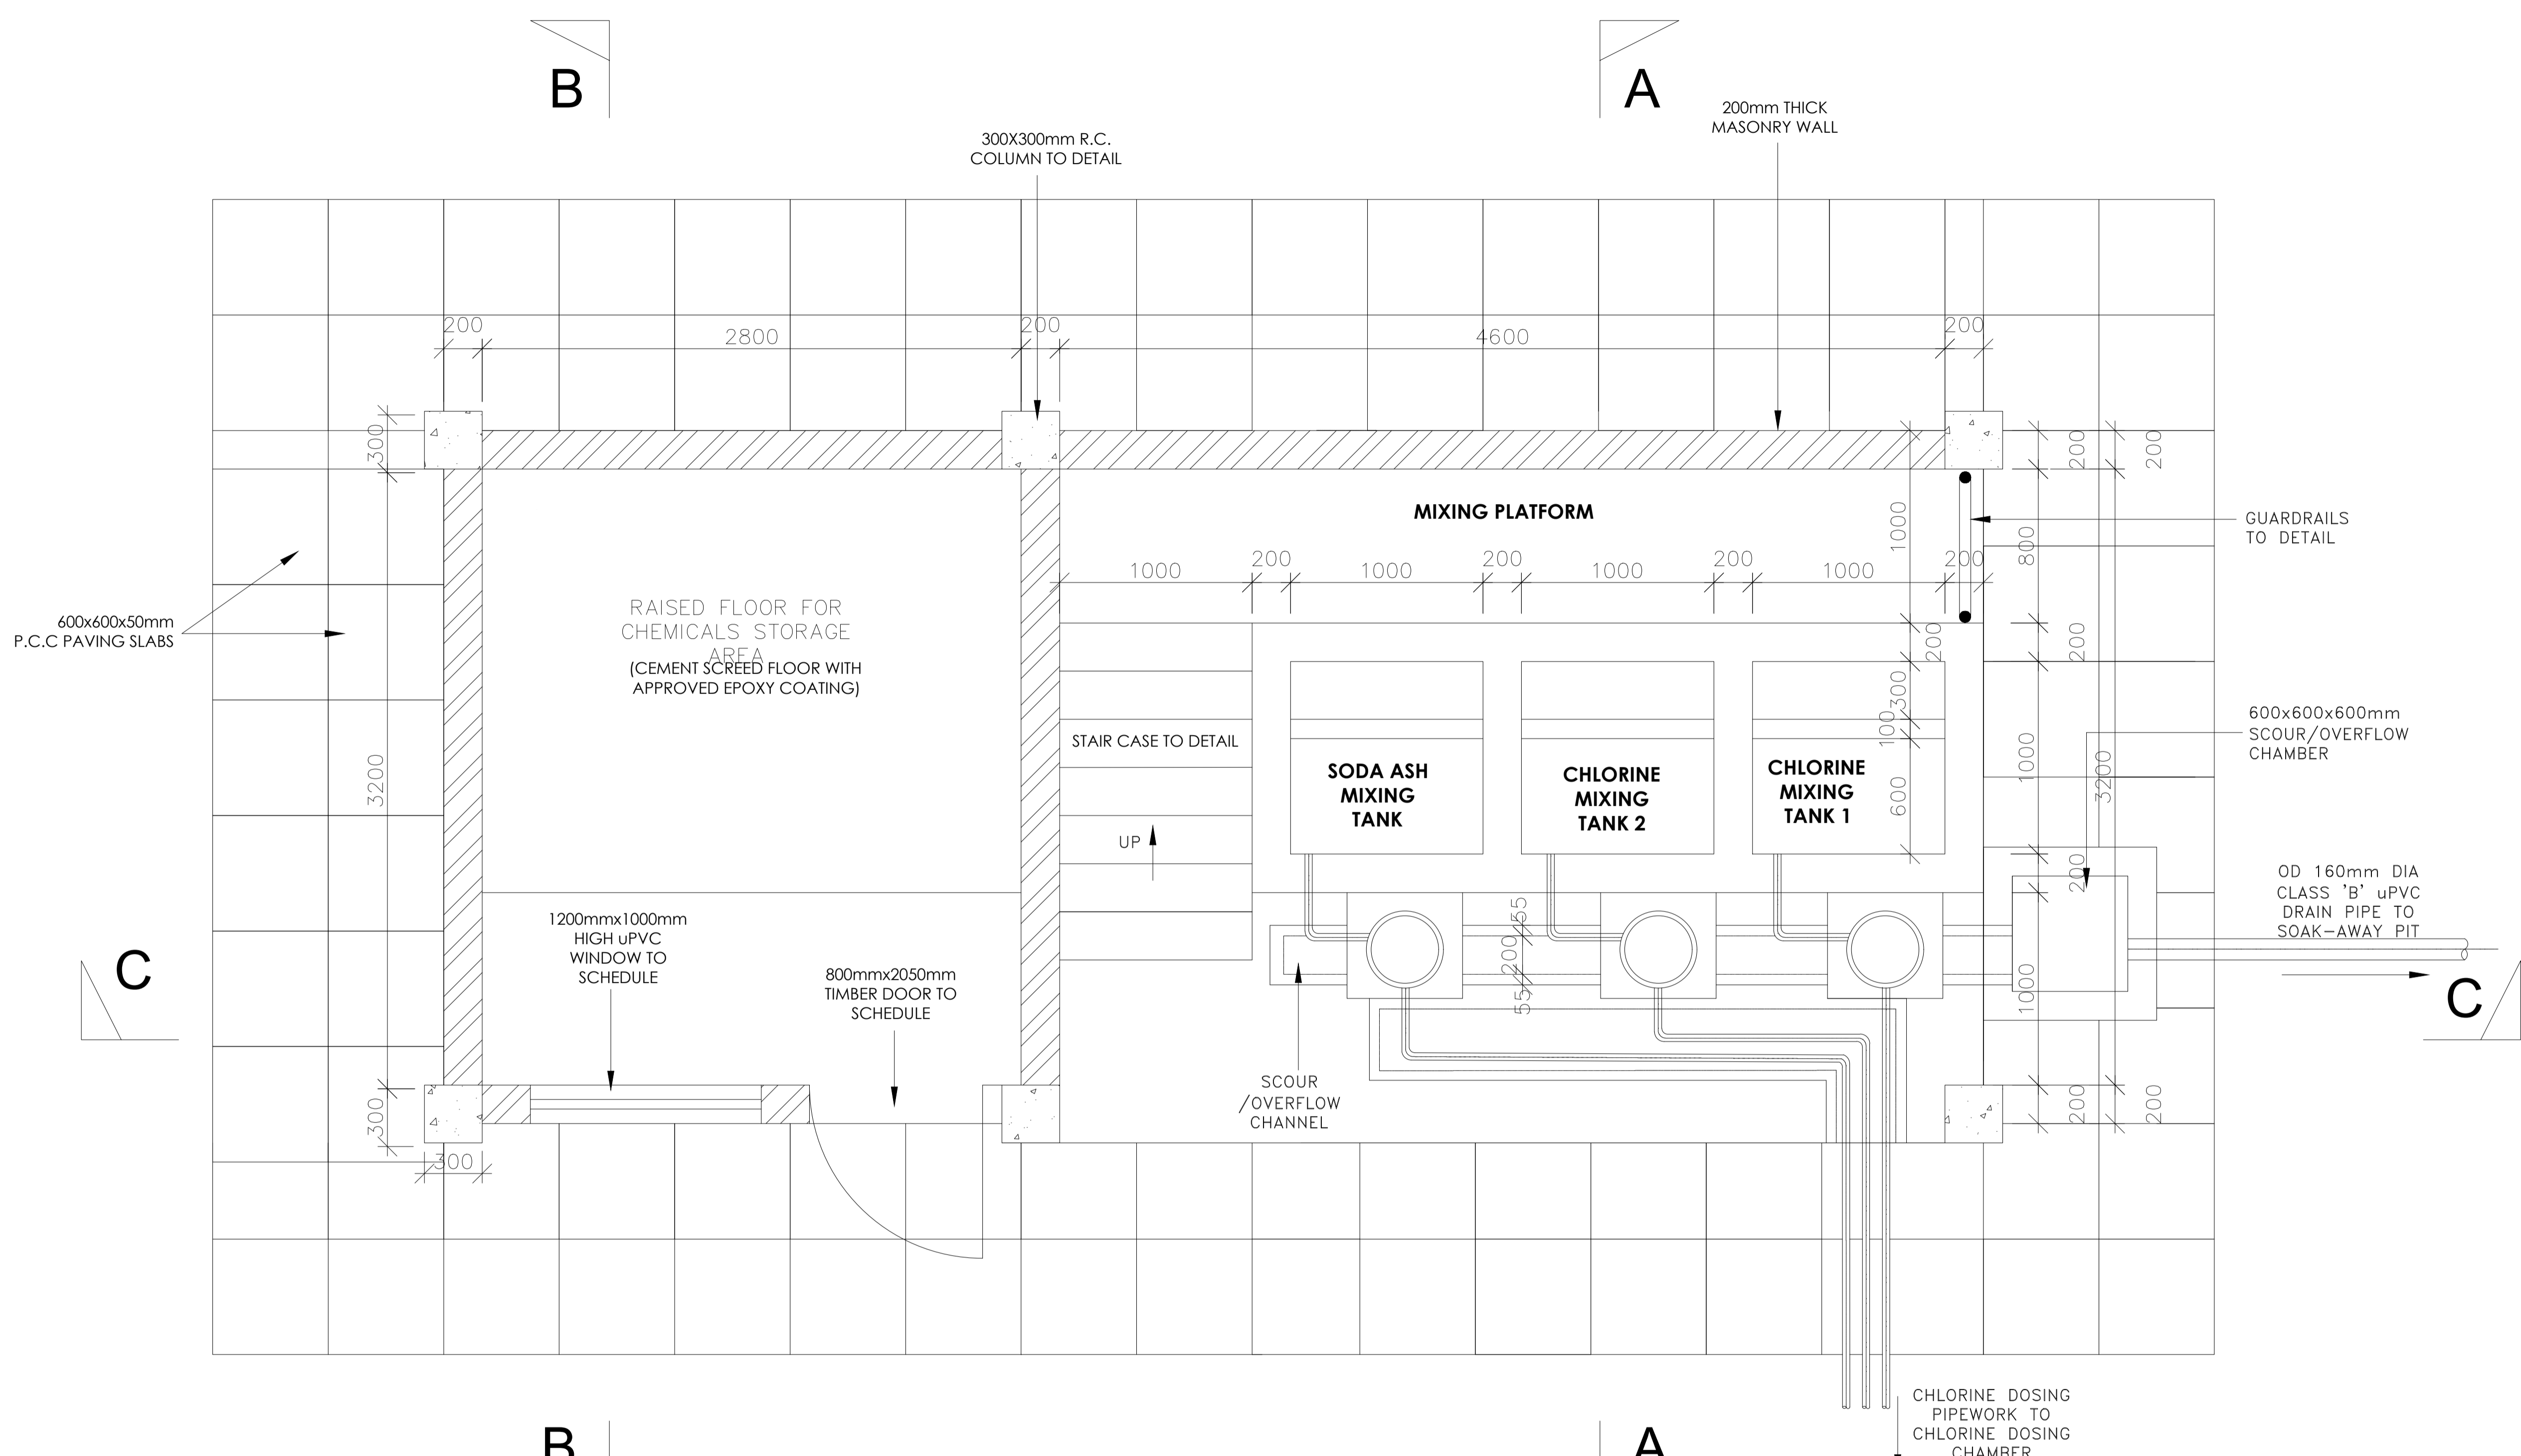 B
A
200mm THICK
MASONRY WALL
300X300mm R.C.
COLUMN TO DETAIL
200
2800
200
4600
200
300
200
200
MIXING PLATFORM
1000
800
GUARDRAILS
TO DETAIL
1000
200
1000
200
1000
200
1000
200
RAISED FLOOR FOR
CHEMICALS STORAGE
AREA
(CEMENT SCREED FLOOR WITH
APPROVED EPOXY COATING)
600x600x50mm
P.C.C PAVING SLABS
200
200
300
100
600
600x600x600mm
SCOUR/OVERFLOW
CHAMBER
STAIR CASE TO DETAIL
SODA ASH
MIXING
TANK
CHLORINE
MIXING
TANK 2
CHLORINE
MIXING
TANK 1
3200
1000
3200
UP
200
OD 160mm DIA
CLASS 'B' uPVC
DRAIN PIPE TO
SOAK-AWAY PIT
1200mmx1000mm
HIGH uPVC
WINDOW TO
SCHEDULE
800mmx2050mm
TIMBER DOOR TO
SCHEDULE
55
200
55
1000
C
C
SCOUR
/OVERFLOW
CHANNEL
300
200
200
300
CHLORINE DOSING
PIPEWORK TO
CHLORINE DOSING
CHAMBER
B
A